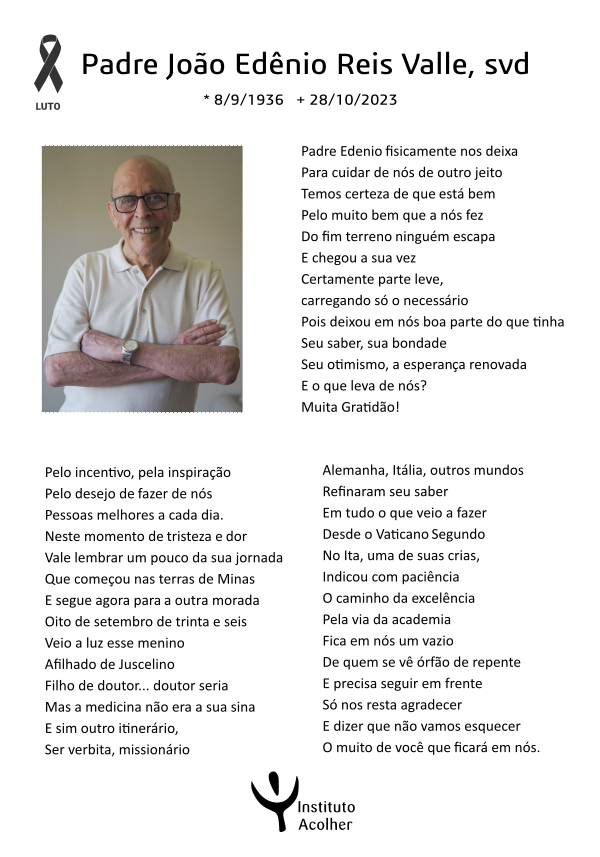 Padre João Edênio Reis Valle, svd
* 8/9/1936 + 28/10/2023
LUTO
Padre Edenio fisicamente nos deixa
Para cuidar de nós de outro jeito
Temos certeza de que está bem
Pelo muito bem que a nós fez
Do fim terreno ninguém escapa
E chegou a sua vez
Certamente parte leve,
carregando só o necessário
Pois deixou em nós boa parte do que tinha
Seu saber, sua bondade
Seu otimismo, a esperança renovada
E o que leva de nós?
Muita Gratidão!
Pelo incentivo, pela inspiração
Pelo desejo de fazer de nós
Pessoas melhores a cada dia.
Neste momento de tristeza e dor
Vale lembrar um pouco da sua jornada
Que começou nas terras de Minas
E segue agora para a outra morada
Oito de setembro de trinta e seis
Veio a luz esse menino
Afilhado de Juscelino
Filho de doutor... doutor seria
Mas a medicina não era a sua sina
E sim outro itinerário,
Ser verbita, missionário
Alemanha, Itália, outros mundos
Refinaram seu saber
Em tudo o que veio a fazer
Desde o Vaticano Segundo
No Ita, uma de suas crias,
Indicou com paciência
O caminho da excelência
Pela via da academia
Fica em nós um vazio
De quem se vê órfão de repente
E precisa seguir em frente
Só nos resta agradecer
E dizer que não vamos esquecer
O muito de você que ficará em nós.
Instituto
Acolher